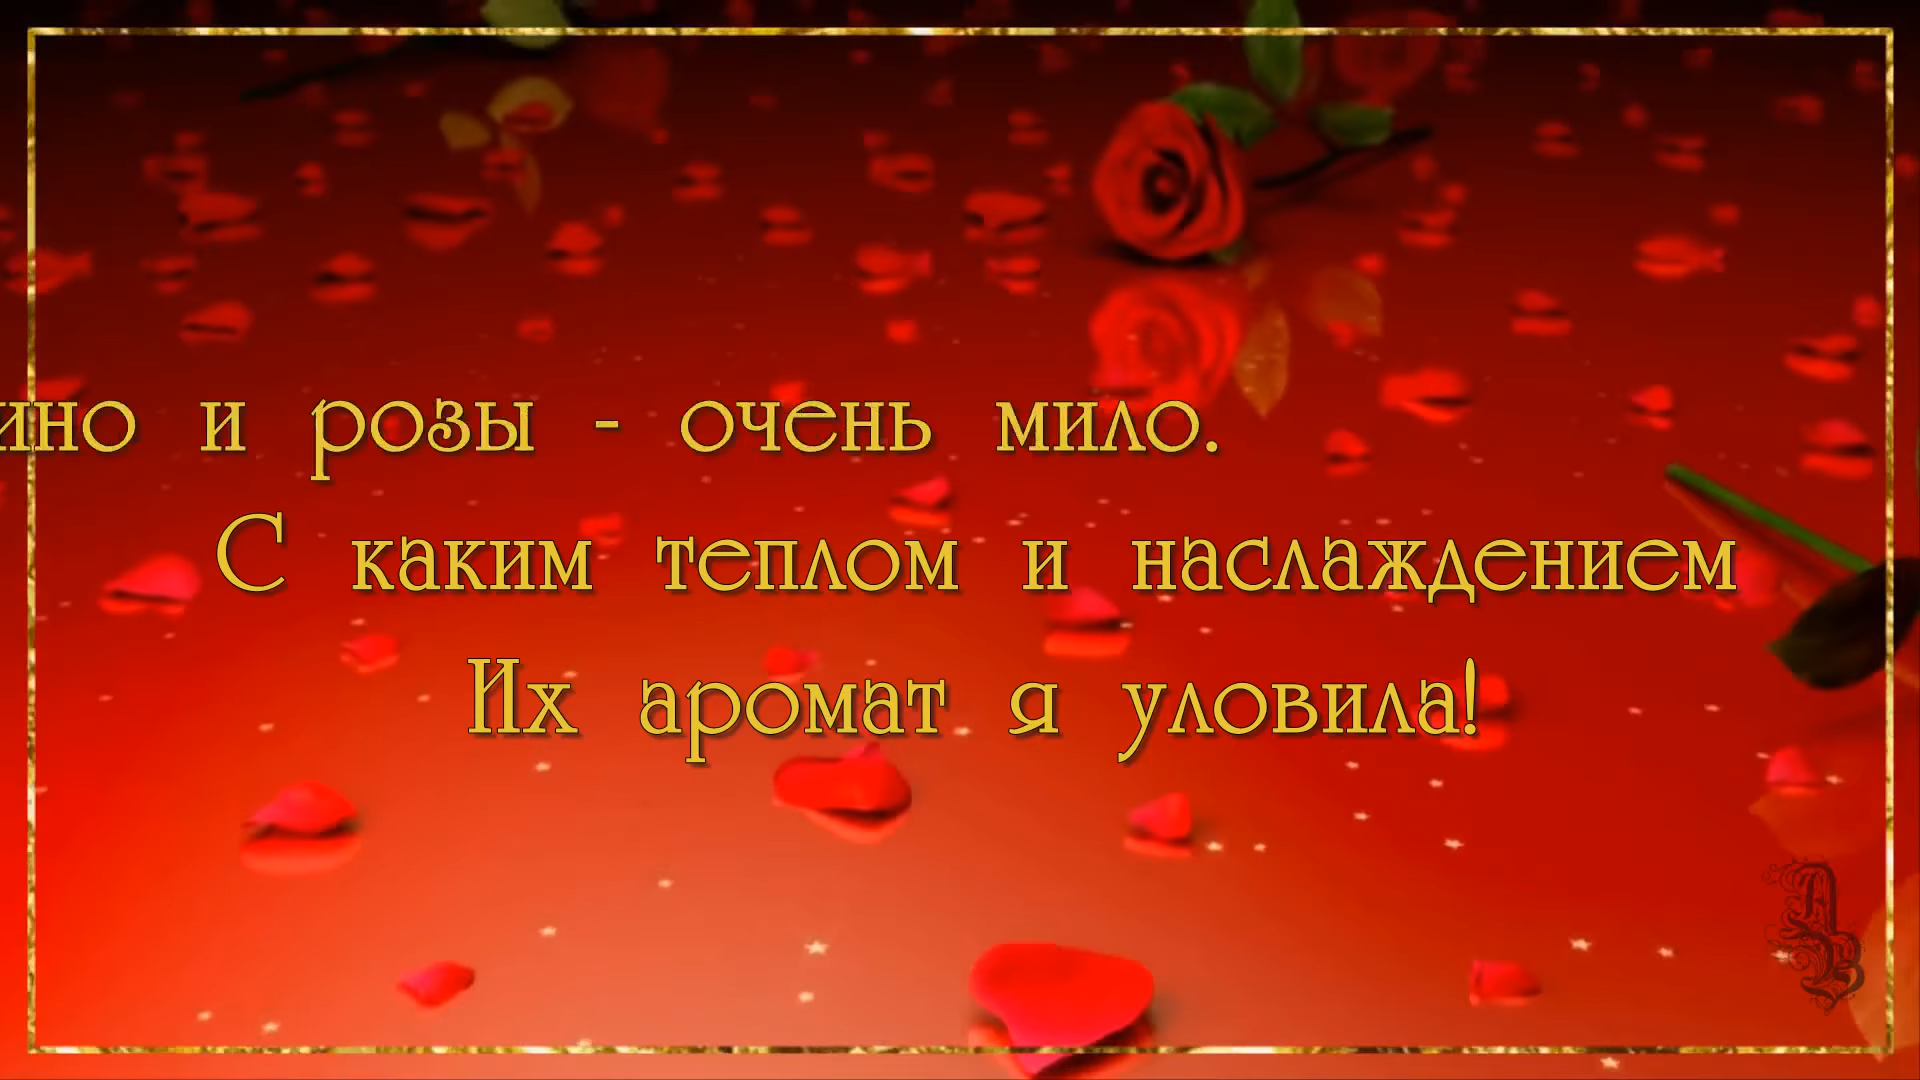 ино и розы - очень мило.
С каким теплом и наслаждением
Их аромат я уловила!